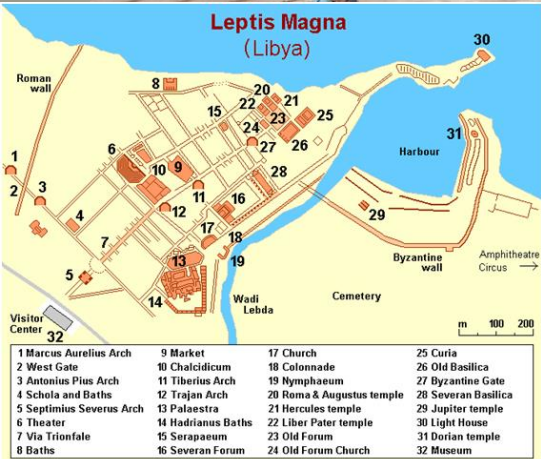 Leptis Magna
(Libya)
30
Roman
wall
8
20
21
22
15
23
25
24
26
27
31
Harbour
6
1
10
9
28
2
3
11
16
12
29
4
17
7
18
13
19
Byzantine
wall
Amphitheatre
Circus
5
14
Wadi
Lebda
Cemetery
Visitor
Center
32
m 100 200
1 Marcus Aurelius Arch
2 West Gate
3 Antonius Pius Arch
4 Schola and Baths
5 Septimius Severus Arch
6 Theater
7 Via Trionfale
8 Baths
9 Market
10 Chalcidicum
11 Tiberius Arch
12 Trajan Arch
13 Palaestra
14 Hadrianus Baths
15 Serapaeum
16 Severan Forum
17 Church
18 Colonnade
19 Nymphaeum
20 Roma & Augustus temple
21 Hercules temple
22 Liber Pater temple
23 Old Forum
24 Old Forum Church
25 Curia
26 Old Basilica
27 Byzantine Gate
28 Severan Basilica
29 Jupiter temple
30 Light House
31 Dorian temple
32 Museum